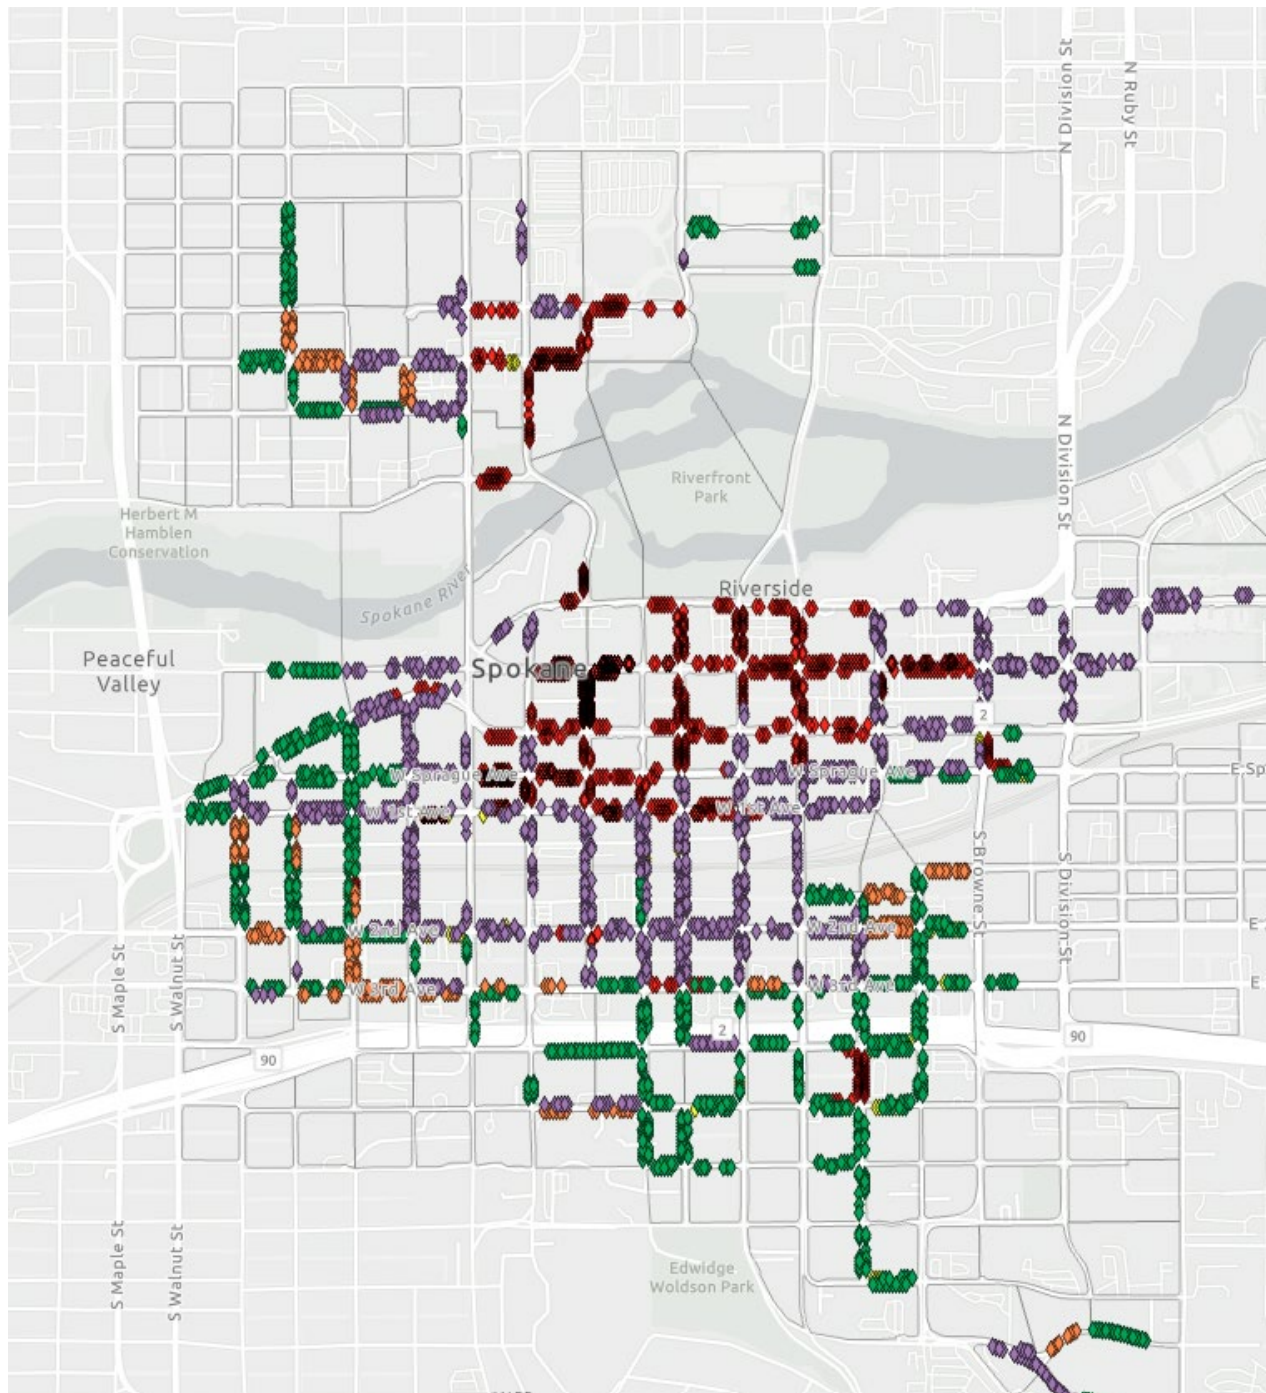 N Division St
N Ruby St
Riverfront
Park
N Division St
Herbert M
Hamblen
Conservation
Spokane River
Riverside
Peaceful
Valley
Spokane
2
W Sprague Ave
W Sprague Ave
E Sp
W 1st Ave
W 1st Ave
S Browne St
S Division St
W 2nd Ave
W 2nd Ave
E
S Maple St
S Walnut St
W 3rd Ave
W 3rd Ave
E
2
90
90
S Maple St
S Walnut St
Edwidge
Woldson Park